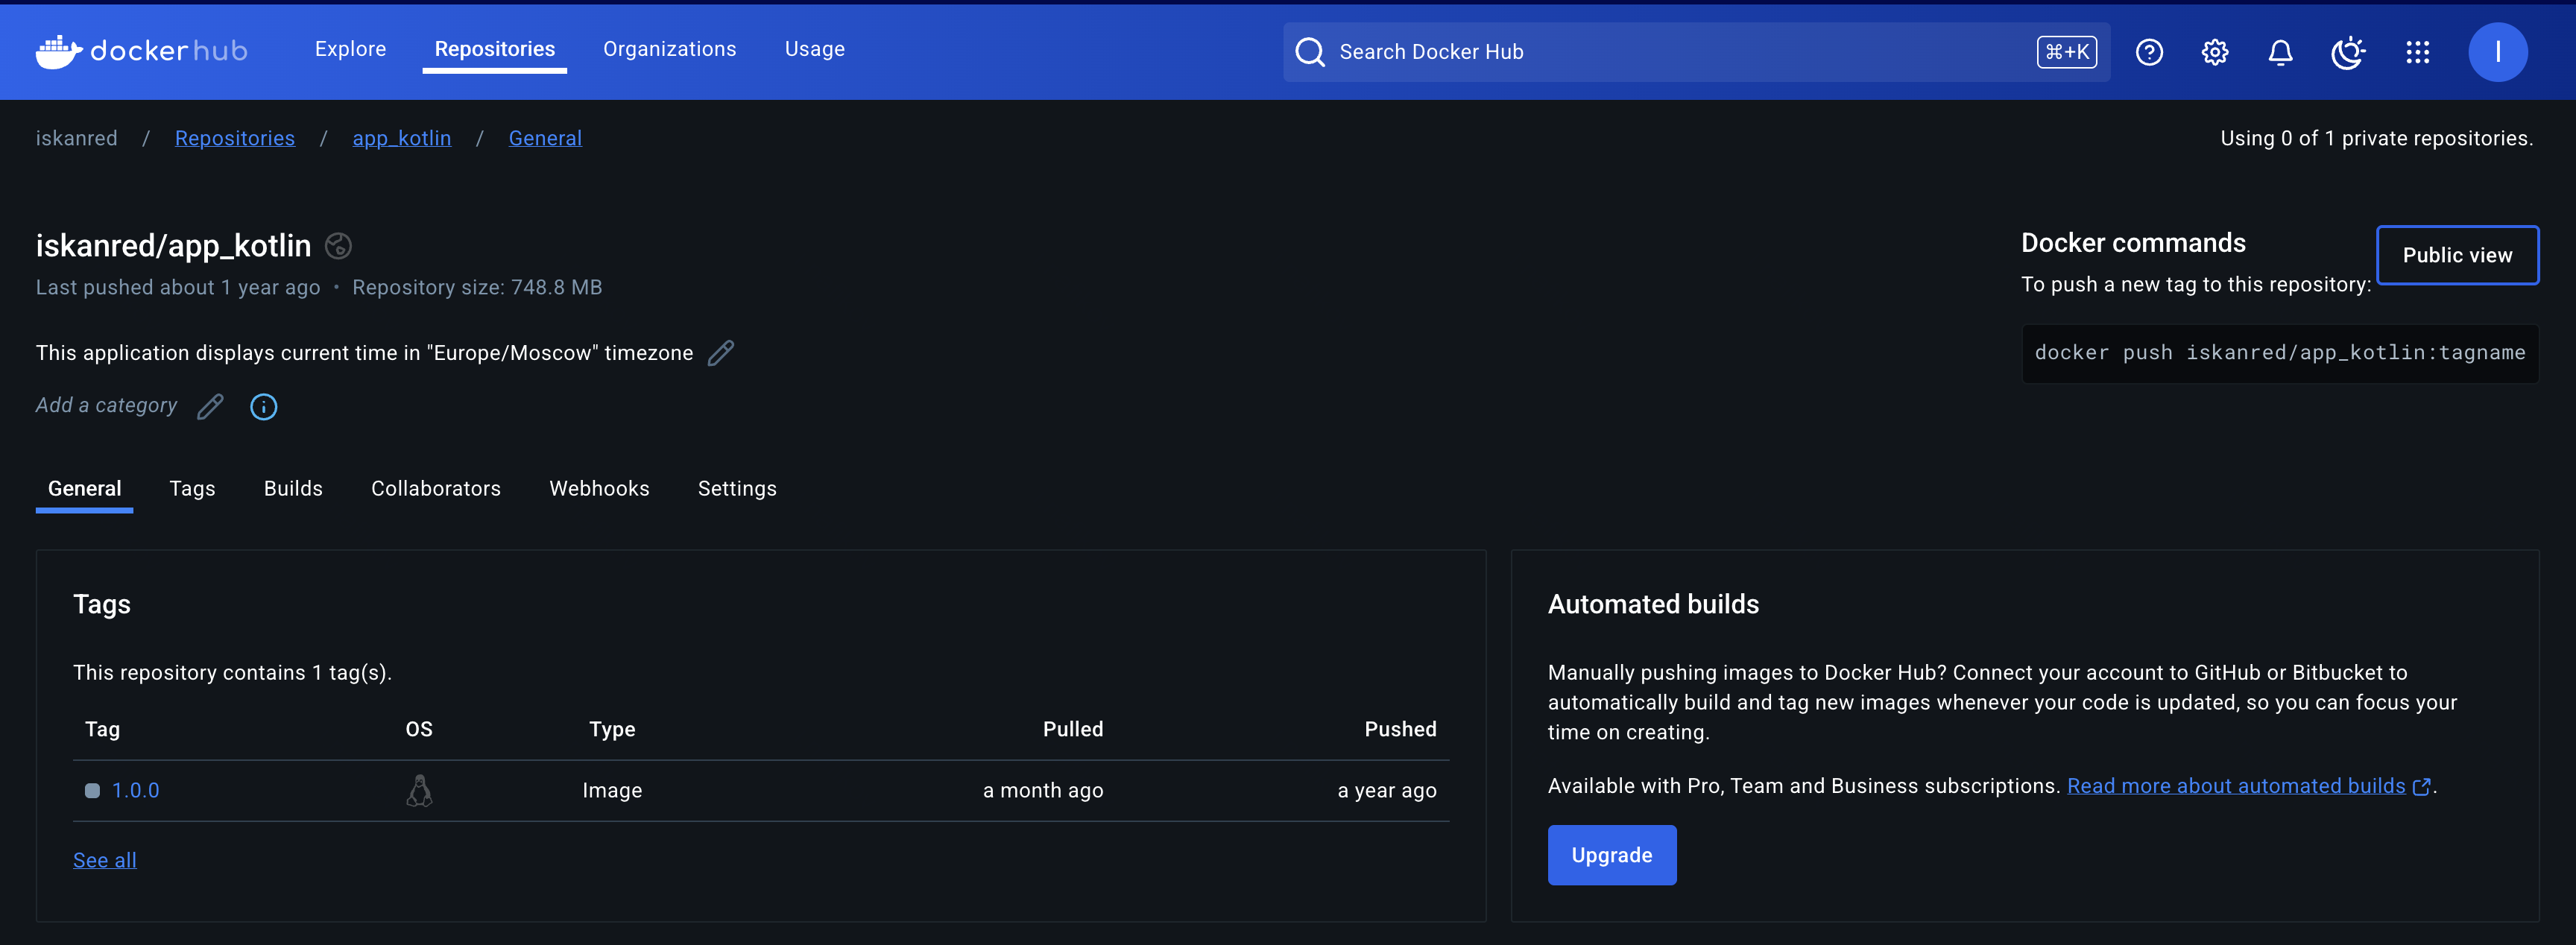 dockerhub Explore Repositories Organizations Usage Search Docker Hub ⌘+K I
iskanred / Repositories / app_kotlin / General Using 0 of 1 private repositories.
iskanred/app_kotlin
Last pushed about 1 year ago • Repository size: 748.8 MB
This application displays current time in "Europe/Moscow" timezone
Add a category
Docker commands
Public view
To push a new tag to this repository:
docker push iskanred/app_kotlin:tagname
General Tags Builds Collaborators Webhooks Settings
Tags
This repository contains 1 tag(s).
Tag OS Type Pulled Pushed
1.0.0 Image a month ago a year ago
See all
Automated builds
Manually pushing images to Docker Hub? Connect your account to GitHub or Bitbucket to
automatically build and tag new images whenever your code is updated, so you can focus your
time on creating.
Available with Pro, Team and Business subscriptions. Read more about automated builds.
Upgrade